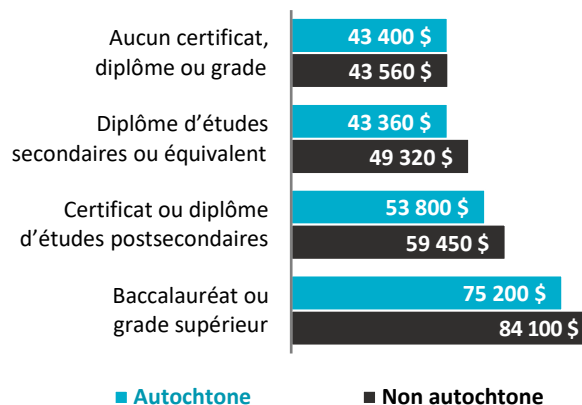 Aucun certificat,
diplôme ou grade
43 400 $
43 560 $
Diplôme d’études
secondaires ou équivalent
43 360 $
49 320 $
Certificat ou diplôme
d’études postsecondaires
53 800 $
59 450 $
Baccalauréat ou
grade supérieur
75 200 $
84 100 $
Autochtone
Non autochtone